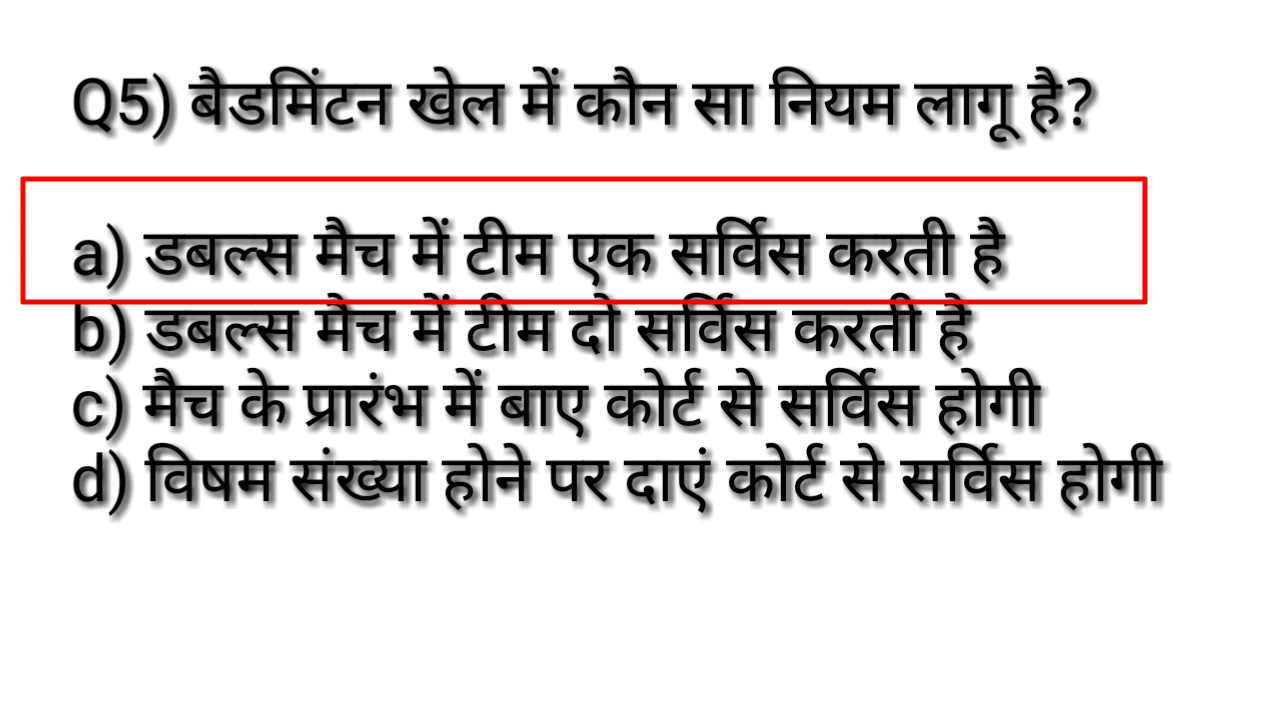 Q5) बैडमिंटन खेल में कौन सा नियम लागू है?
a) डबल्स मैच में टीम एक सर्विस करती है
b) डबल्स मैच में टीम दो सर्विस करती है
c) मैच के प्रारंभ में बाए कोर्ट से सर्विस होगी
d) विषम संख्या होने पर दाएं कोर्ट से सर्विस होगी